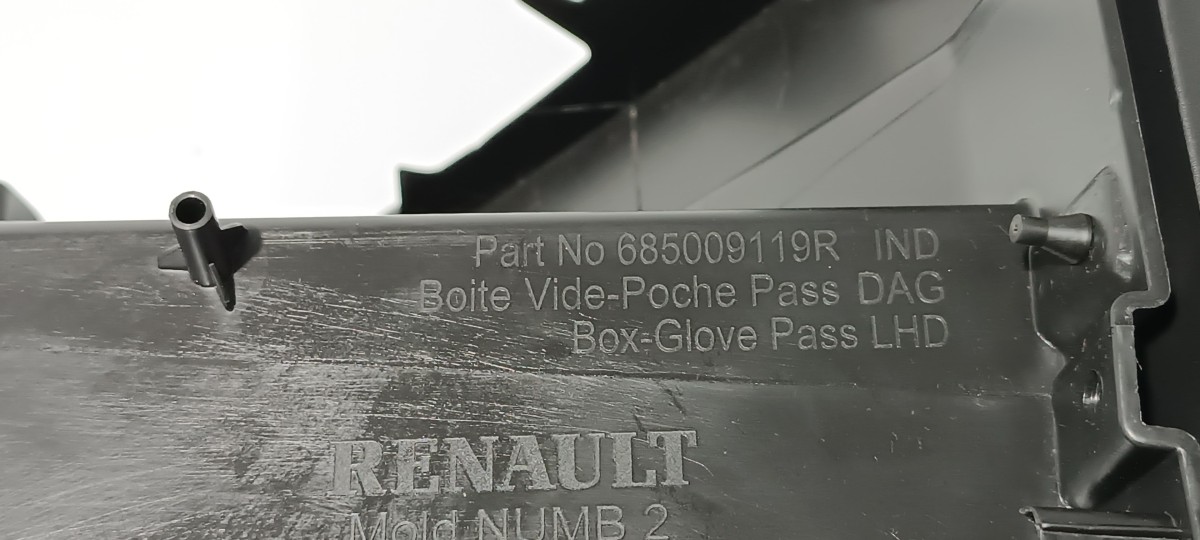 Part No 685009119R IND
Boite Vide-Poche Pass DAG
Box-Glove Pass LHD
RENAULT
Mold NUMB 2